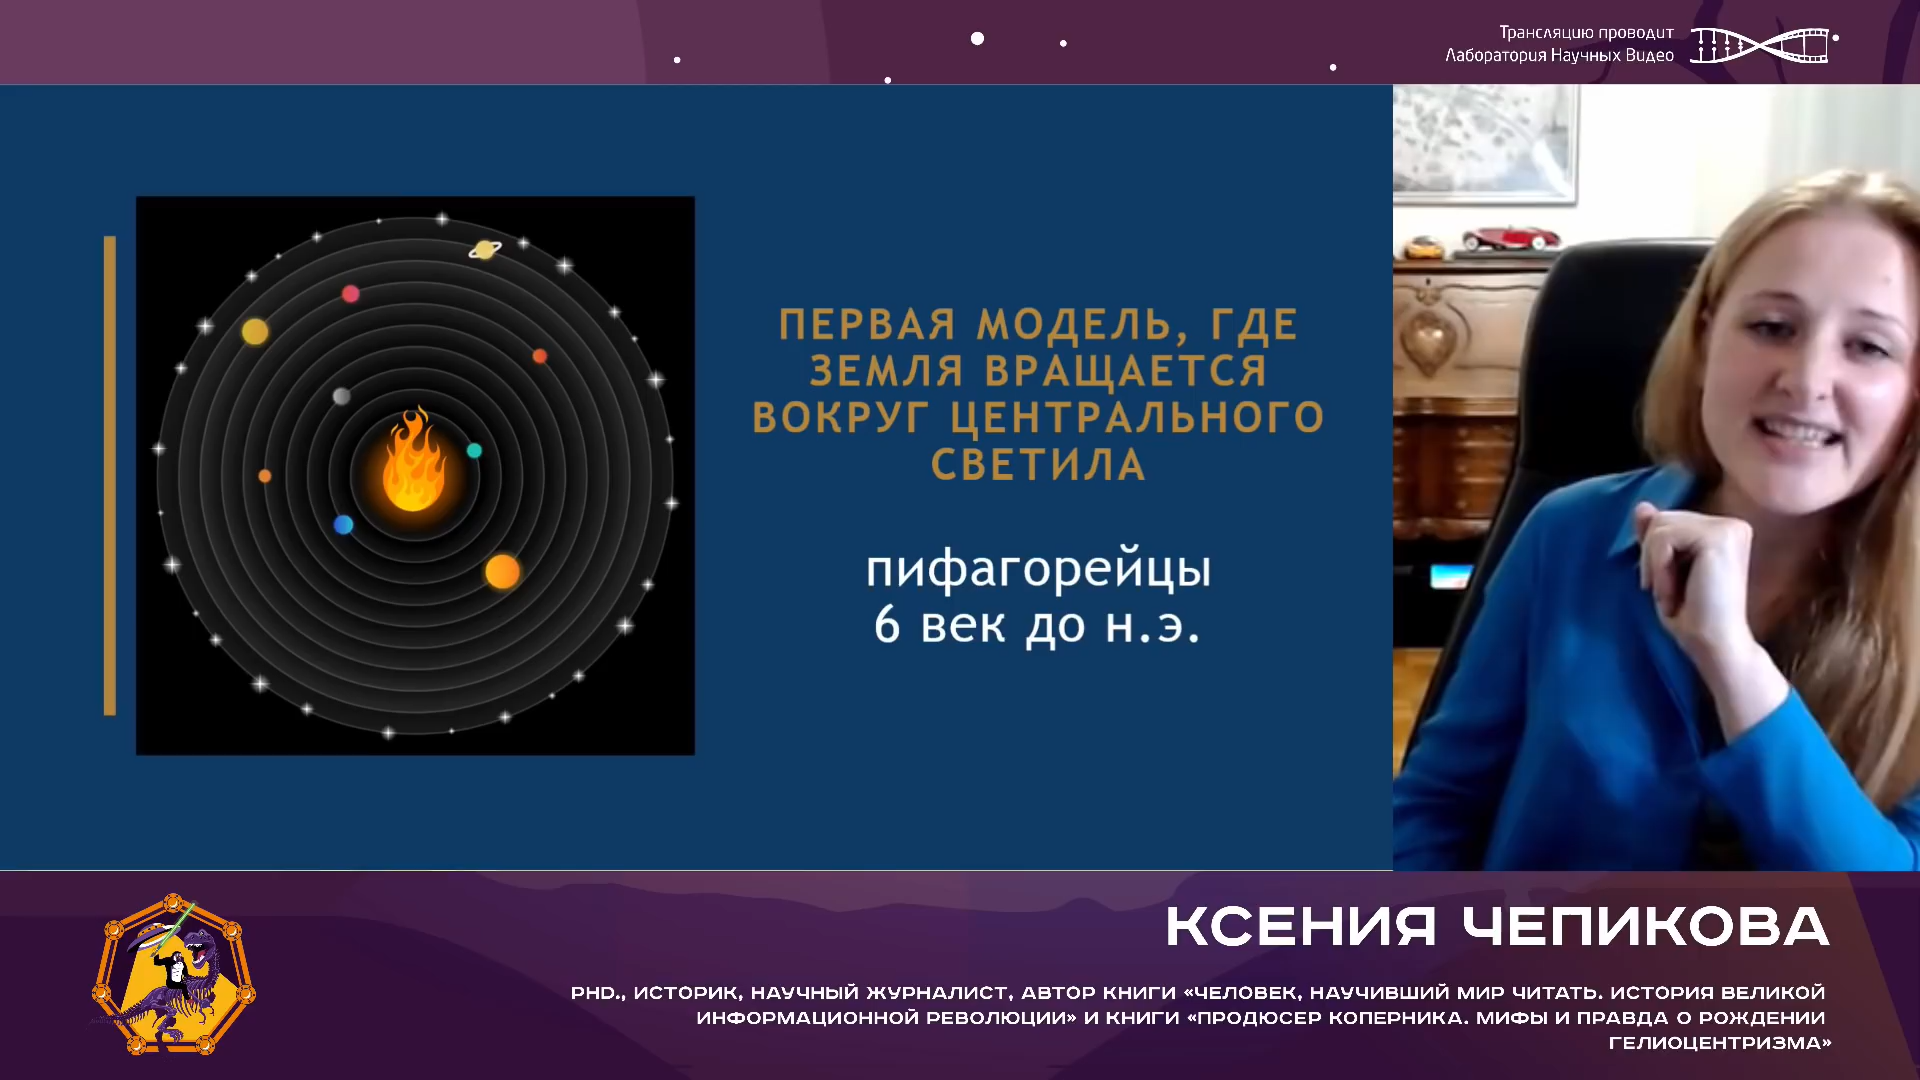 Трансляцию проводит
Лаборатория Научных Видео
ПЕРВАЯ МОДЕЛЬ, ГДЕ
ЗЕМЛЯ ВРАЩАЕТСЯ
ВОКРУГ ЦЕНТРАЛЬНОГО
СВЕТИЛА
пифагорейцы
6 век до н.э.
КСЕНИЯ ЧЕПИКОВА
PHD., ИСТОРИК, НАУЧНЫЙ ЖУРНАЛИСТ, АВТОР КНИГИ «ЧЕЛОВЕК, НАУЧИВШИЙ МИР ЧИТАТЬ. ИСТОРИЯ ВЕЛИКОЙ
ИНФОРМАЦИОННОЙ РЕВОЛЮЦИИ» И КНИГИ «ПРОДЮСЕР КОПЕРНИКА. МИФЫ И ПРАВДА О РОЖДЕНИИ
ГЕЛИОЦЕНТРИЗМА»